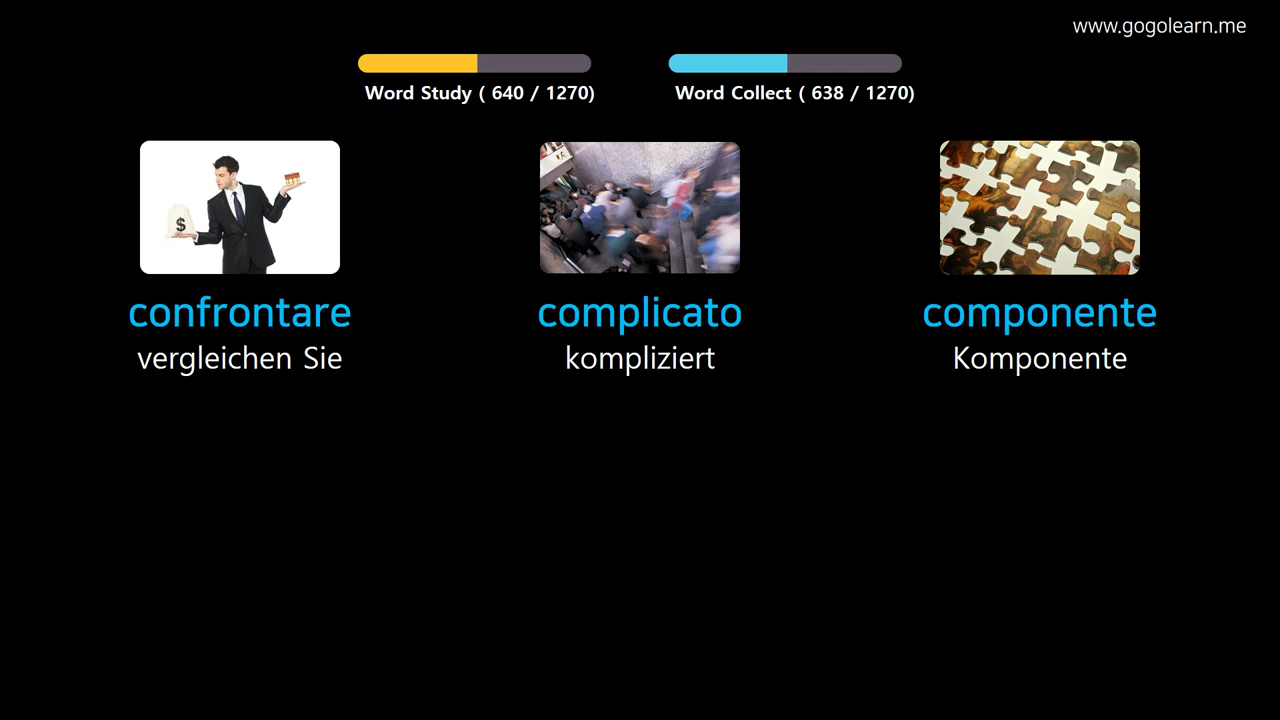 www.gogolearn.me
Word Study ( 640 / 1270)
Word Collect ( 638 / 1270)
$
confrontare
complicato
componente
vergleichen Sie
kompliziert
Komponente